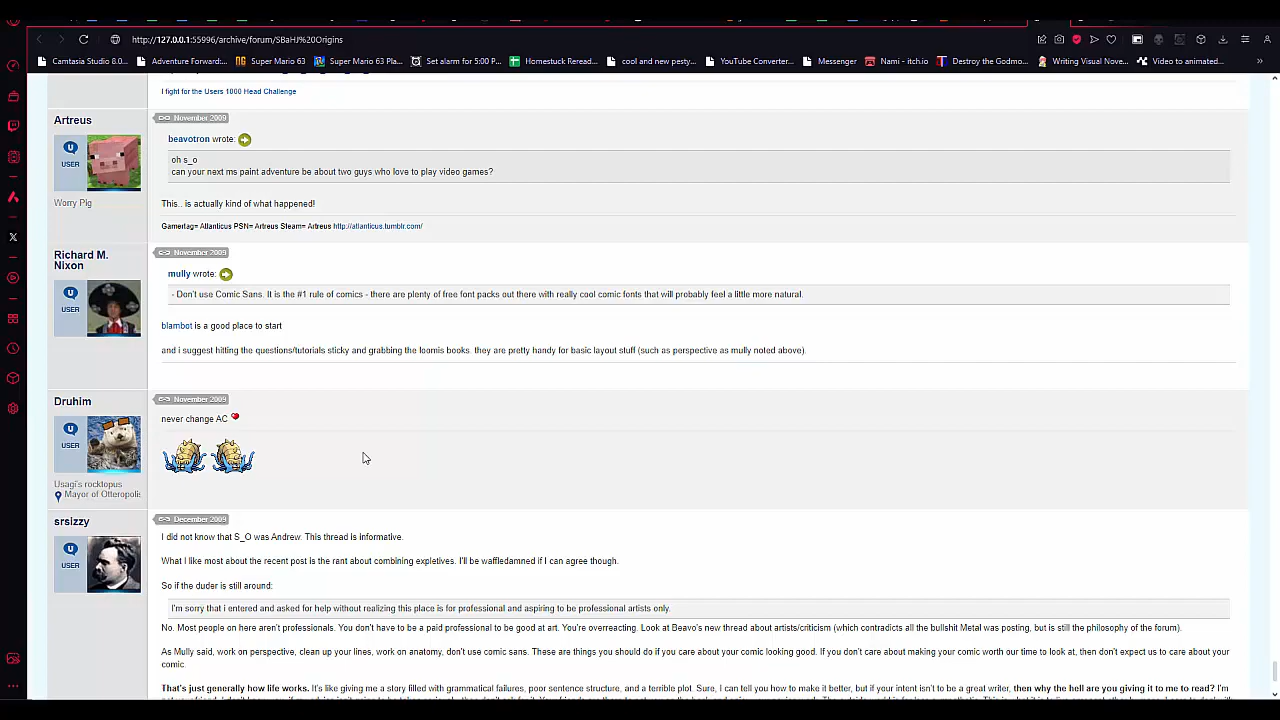 http://127.0.0.1:55996/archive/forum/SBaHJ%20Origins
Camtasia Studio 8.0... Adventure Forward:... Super Mario 63 Super Mario 63 Pla... Set alarm for 5:00 P... Homestuck Reread... cool and new pesty... YouTube Converter... Messenger Nami - itch.io Destroy the Godmo... Writing Visual Nove... Video to animated... »
I fight for the Users 1000 Head Challenge
Artreus
November 2009
USER
Worry Pig
beavotron wrote:
oh s_o
can your next ms paint adventure be about two guys who love to play video games?
This.. is actually kind of what happened!
Gamertag= Atlanticus PSN= Artreus Steam= Artreus http://atlanticus.tumblr.com/
Richard M.
Nixon
November 2009
USER
mully wrote:
- Don't use Comic Sans. It is the #1 rule of comics - there are plenty of free font packs out there with really cool comic fonts that will probably feel a little more natural.
blambot is a good place to start
and i suggest hitting the questions/tutorials sticky and grabbing the loomis books. they are pretty handy for basic layout stuff (such as perspective as mully noted above).
Druhim
November 2009
USER
Usagi's rocktopus
Mayor of Otteropolis
never change AC
srsizzy
December 2009
USER
I did not know that S_O was Andrew. This thread is informative.
What I like most about the recent post is the rant about combining expletives. I'll be waffledamned if I can agree though.
So if the duder is still around:
I'm sorry that i entered and asked for help without realizing this place is for professional and aspiring to be professional artists only.
No. Most people on here aren't professionals. You don't have to be a paid professional to be good at art. You're overreacting. Look at Beavo's new thread about artists/criticism (which contradicts all the bullshit Metal was posting, but is still the philosophy of the forum).
As Mully said, work on perspective, clean up your lines, work on anatomy, don't use comic sans. These are things you should do if you care about your comic looking good. If you don't care about making your comic worth our time to look at, then don't expect us to care about your
comic.
That's just generally how life works. It's like giving me a story filled with grammatical failures, poor sentence structure, and a terrible plot. Sure, I can tell you how to make it better, but if your intent isn't to be a great writer, then why the hell are you giving it to me to read? I'm